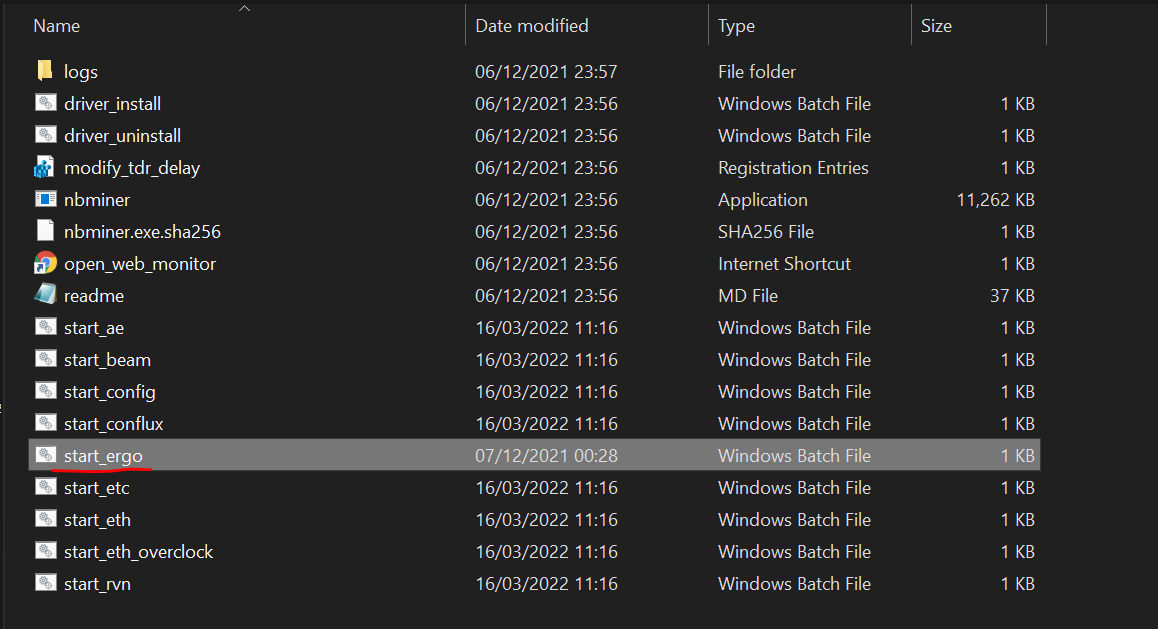 Name Date modified Type Size
logs 06/12/2021 23:57 File folder
driver_install 06/12/2021 23:56 Windows Batch File 1 KB
driver_uninstall 06/12/2021 23:56 Windows Batch File 1 KB
modify_tdr_delay 06/12/2021 23:56 Registration Entries 1 KB
nbminer 06/12/2021 23:56 Application 11,262 KB
nbminer.exe.sha256 06/12/2021 23:56 SHA256 File 1 KB
open_web_monitor 06/12/2021 23:56 Internet Shortcut 1 KB
readme 06/12/2021 23:56 MD File 37 KB
start_ae 16/03/2022 11:16 Windows Batch File 1 KB
start_beam 16/03/2022 11:16 Windows Batch File 1 KB
start_config 16/03/2022 11:16 Windows Batch File 1 KB
start_conflux 16/03/2022 11:16 Windows Batch File 1 KB
start_ergo 07/12/2021 00:28 Windows Batch File 1 KB
start_etc 16/03/2022 11:16 Windows Batch File 1 KB
start_eth 16/03/2022 11:16 Windows Batch File 1 KB
start_eth_overclock 16/03/2022 11:16 Windows Batch File 1 KB
start_rvn 16/03/2022 11:16 Windows Batch File 1 KB